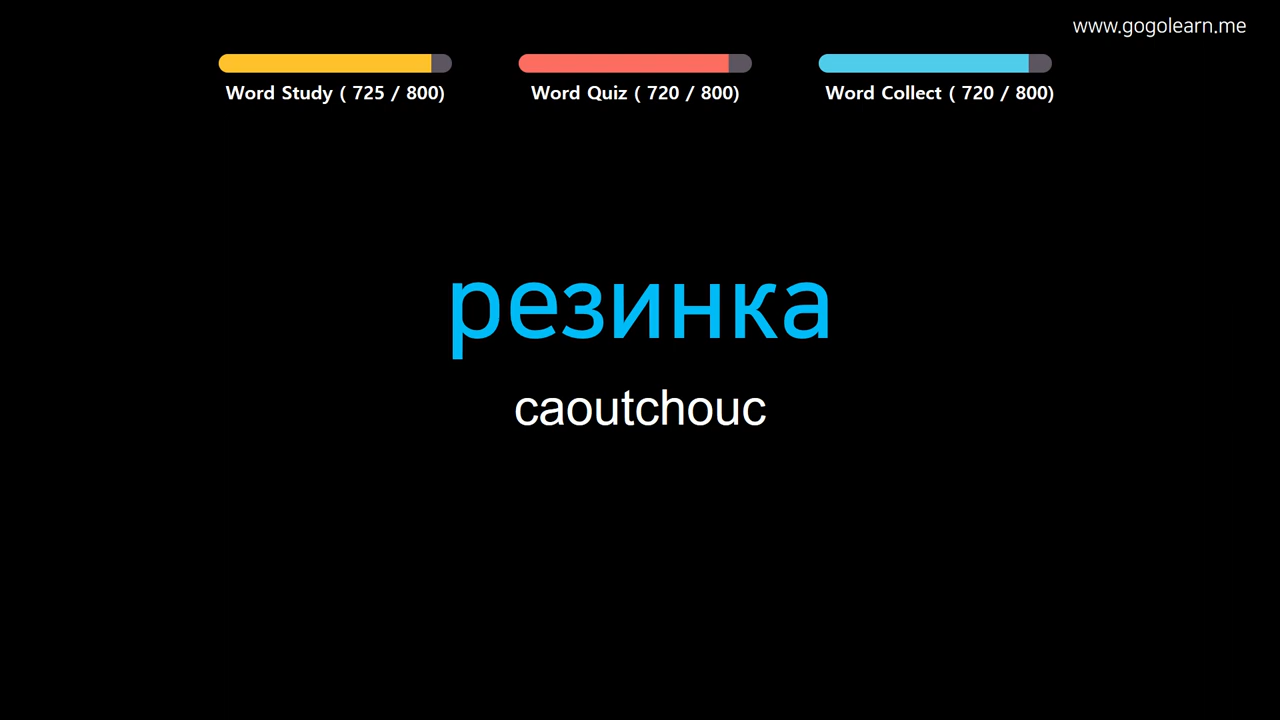 www.gogolearn.me
Word Study ( 725 / 800)
Word Quiz ( 720 / 800)
Word Collect ( 720 / 800)
резинка
caoutchouc